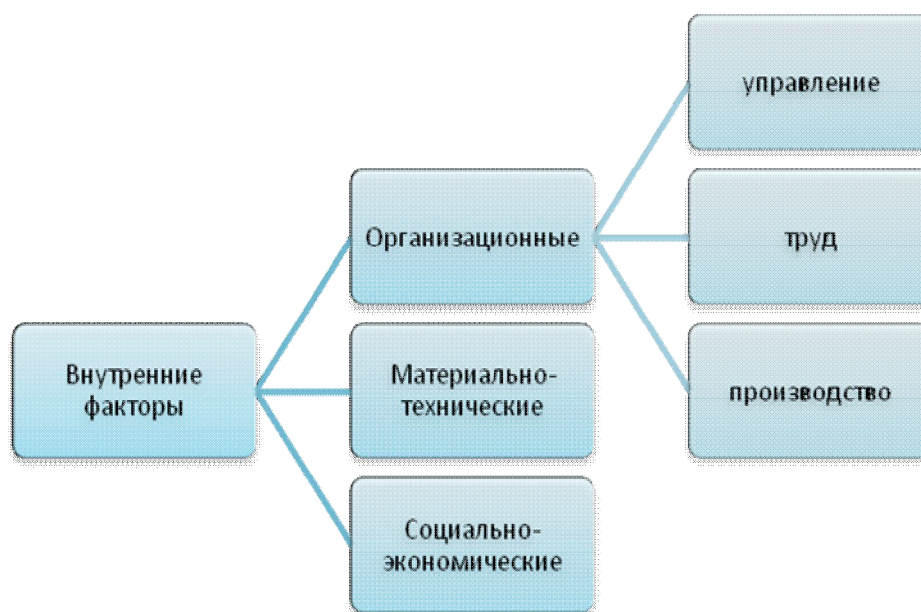 управление
Организационные
труд
Внутренние
факторы
Материально-
технические
производство
Социально-
экономические